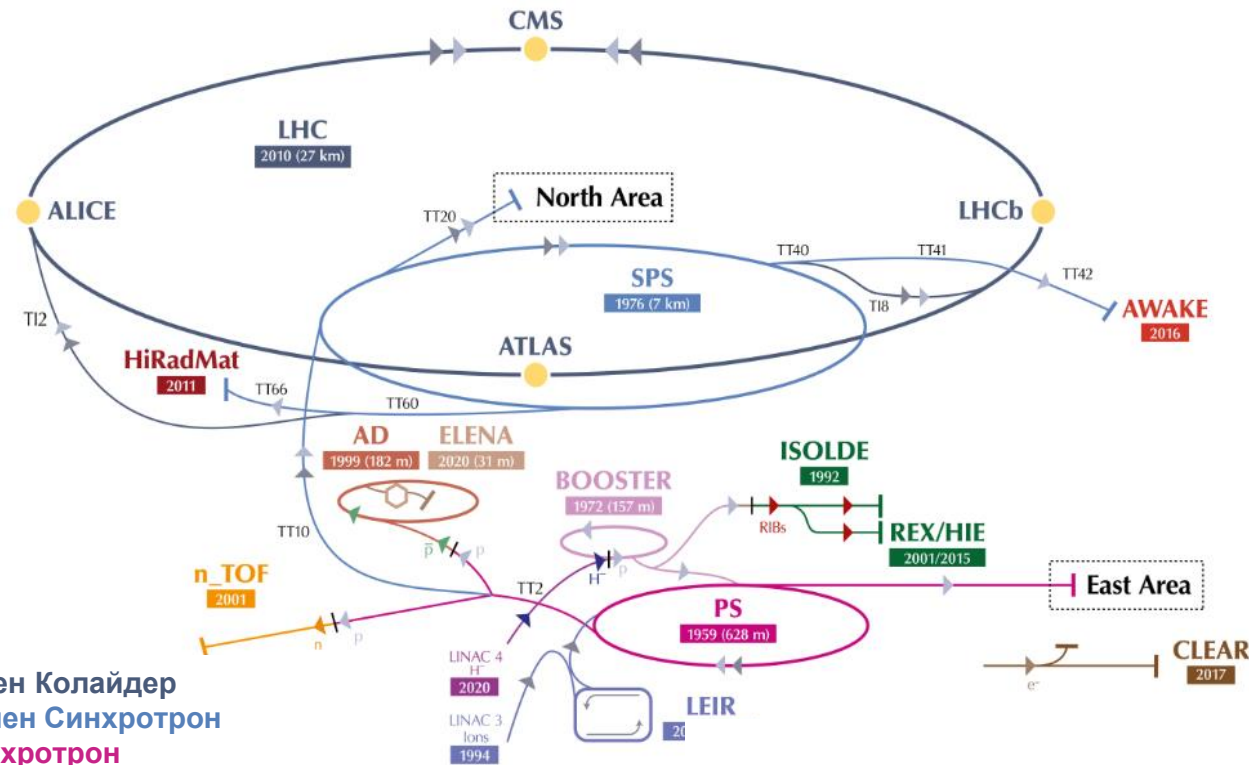 CMS
LHC
2010 (27 km)
North Area
ALICE
LHCb
TT20
TT40
TT41
SPS
TT42
1976 (7 km)
TI8
TI2
AWAKE
2016
ATLAS
HiRadMat
2011
TT66
TT60
AD
ELENA
1999 (182 m)
2020 (31 m)
ISOLDE
1992
BOOSTER
1972 (157 m)
RIBs
REX/HIE
2001/2015
TT10
p̅
p
H⁻
p
n_TOF
2001
TT2
East Area
PS
1959 (628 m)
n
p
LINAC 4
H⁻
2020
CLEAR
2017
e⁻
ен Колайдер
LEIR
лен Синхротрон
LINAC 3
Ions
20
хротрон
1994